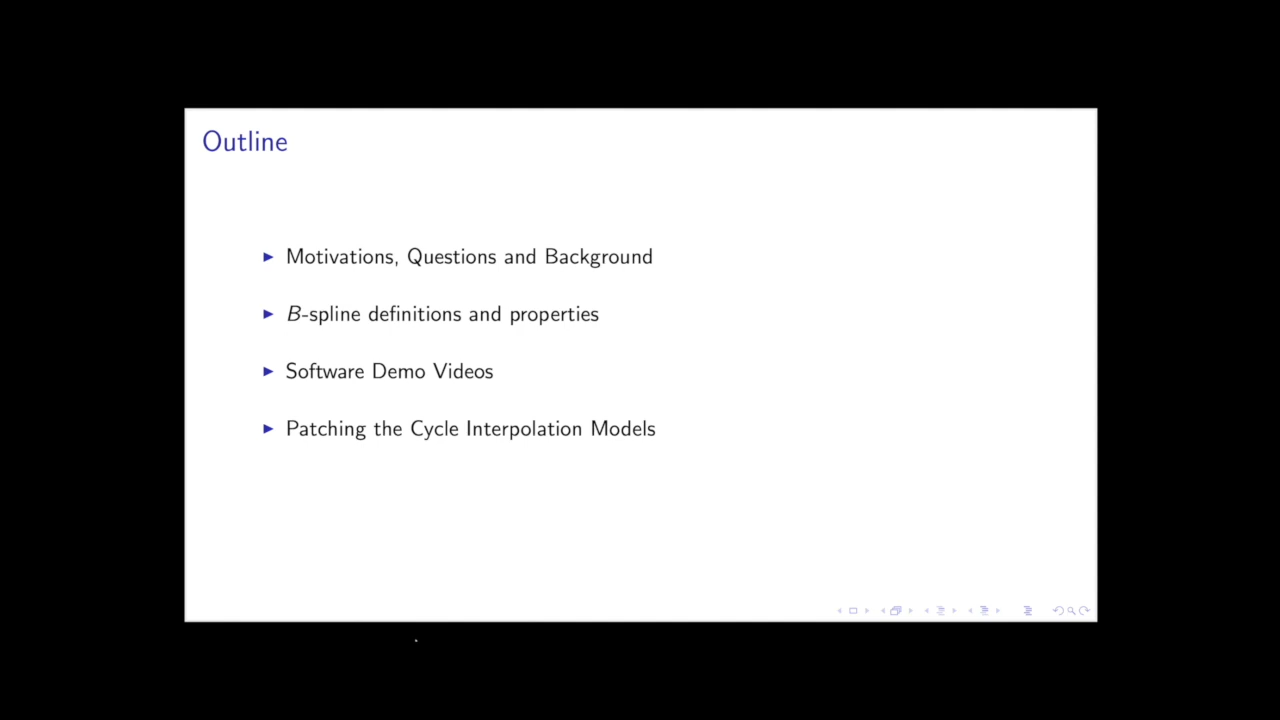 Outline
Motivations, Questions and Background
B-spline definitions and properties
Software Demo Videos
Patching the Cycle Interpolation Models